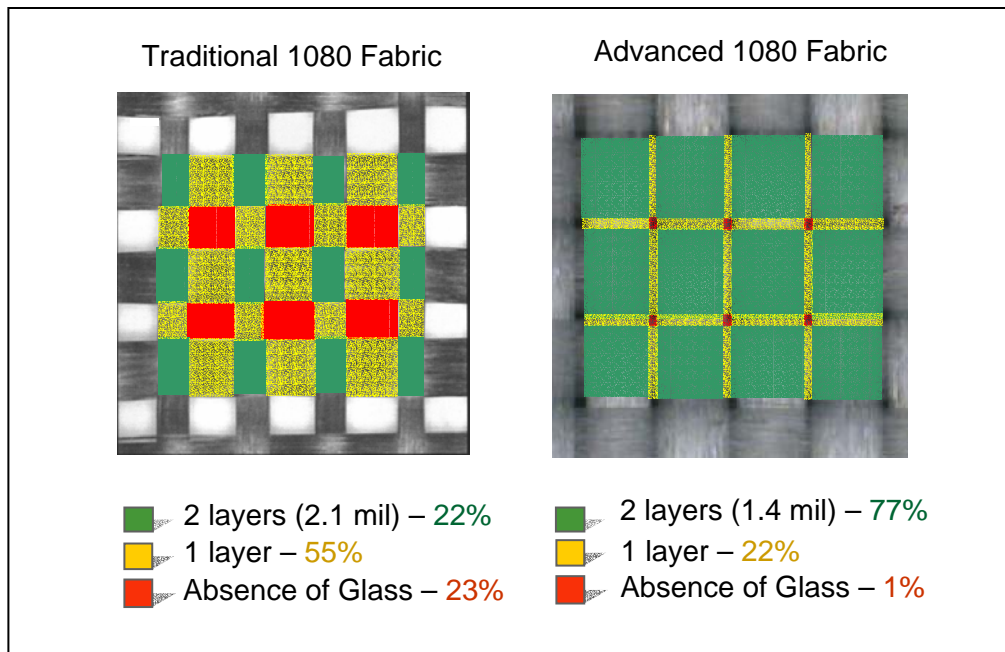 Traditional 1080 Fabric
Advanced 1080 Fabric
2 layers (2.1 mil) – 22%
1 layer – 55%
Absence of Glass – 23%
2 layers (1.4 mil) – 77%
1 layer – 22%
Absence of Glass – 1%